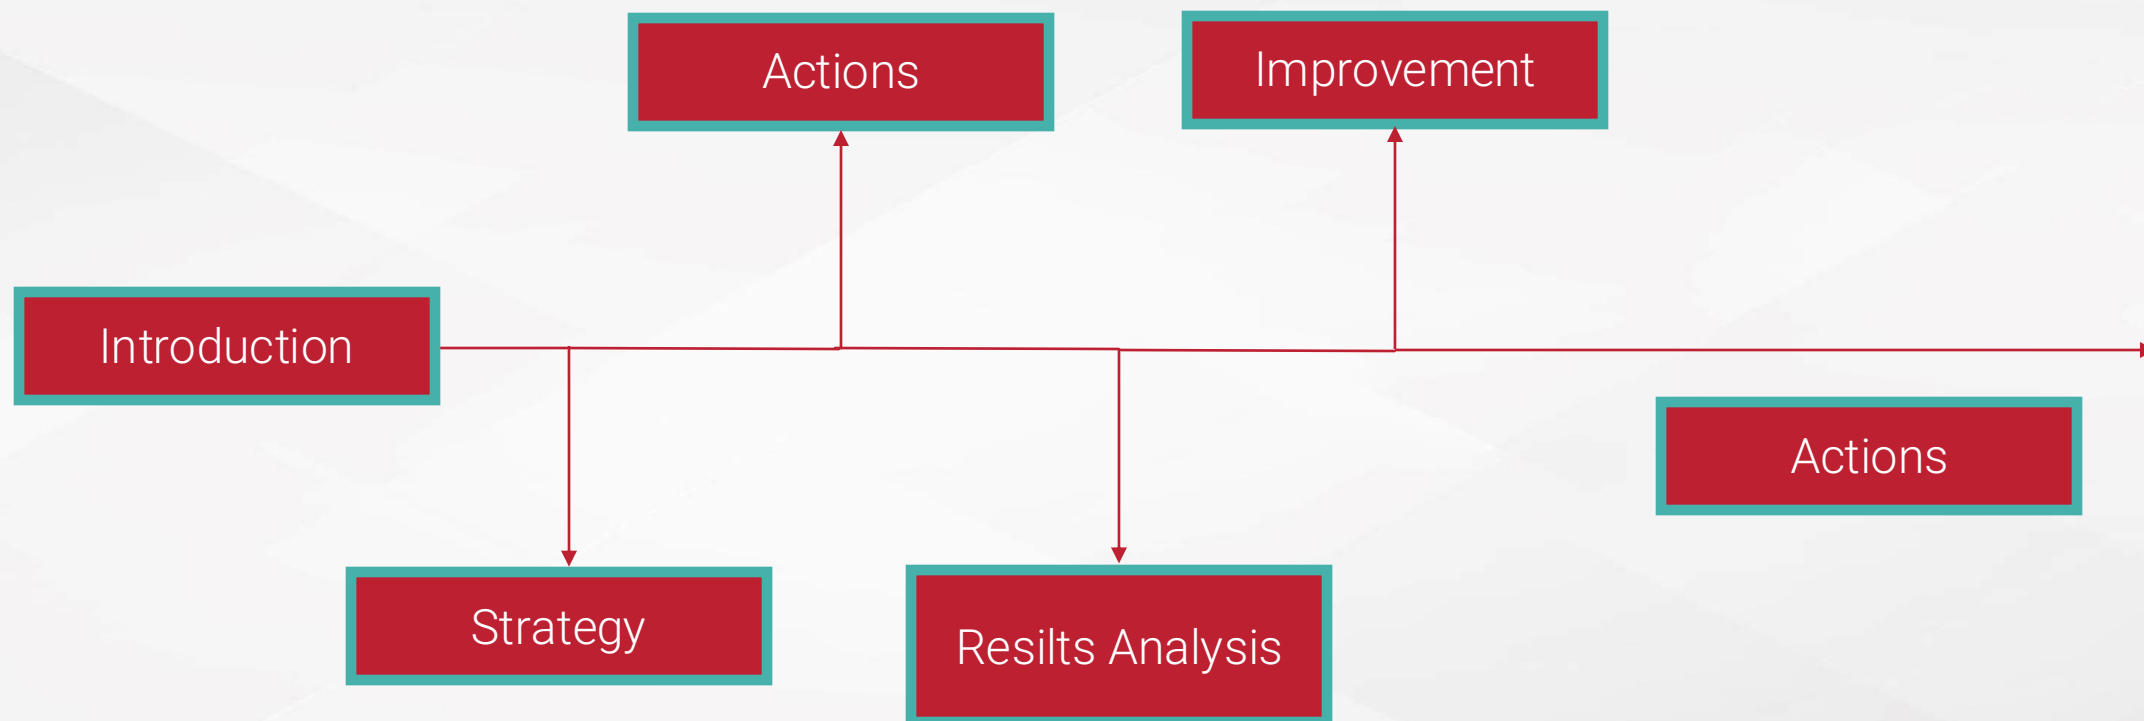 Actions
Improvement
Introduction
Actions
Strategy
Resilts Analysis